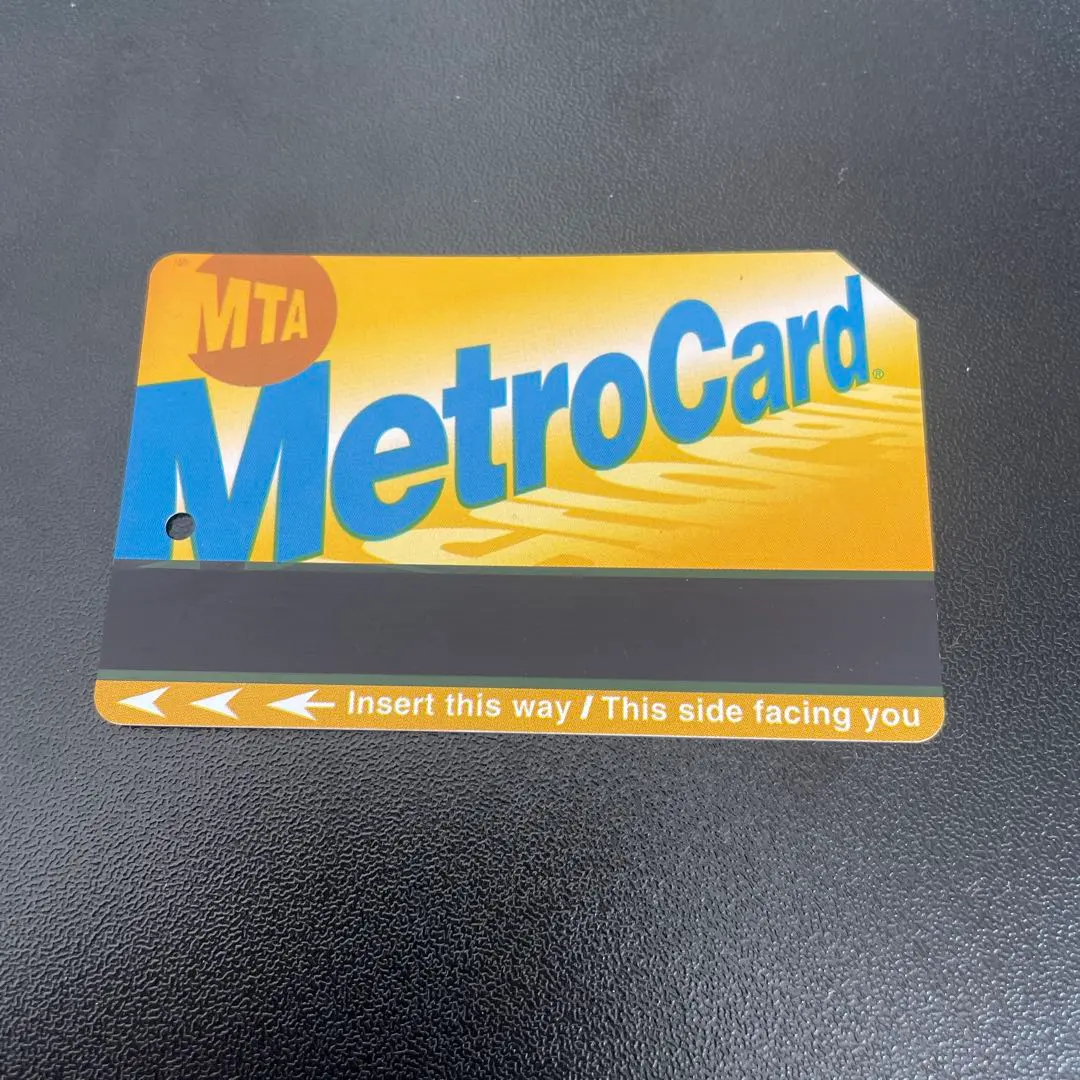 MTA
MetroCard®
Insert this way / This side facing you